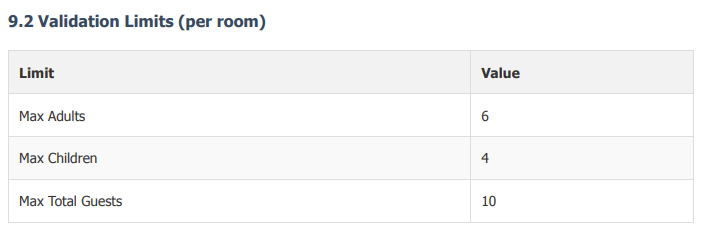 9.2 Validation Limits (per room)
Limit Value
Max Adults 6
Max Children 4
Max Total Guests 10